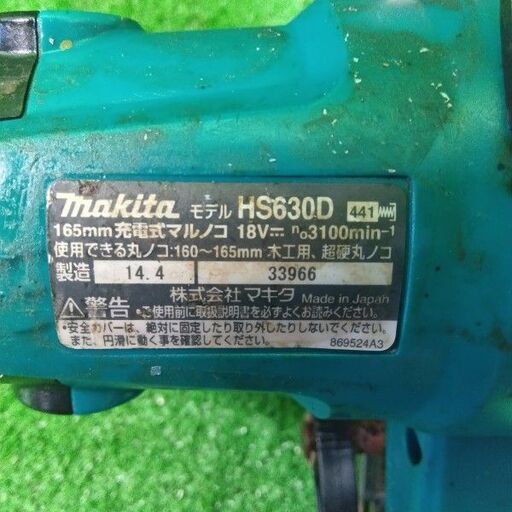 makita モデル HS630D 441
165mm 充電式マルノコ 18V⎓ n₀3100min⁻¹
使用できる丸ノコ:160～165mm 木工用、超硬丸ノコ
製造 14.4 33966
株式会社 マキタ Made in Japan
⚠警告 •ご使用前に取扱説明書を必ずよくお読みください。
•安全カバーは、絶対に固定したり取り外したりしないでください。
また、円滑に動く事を確認してください。 869524A3